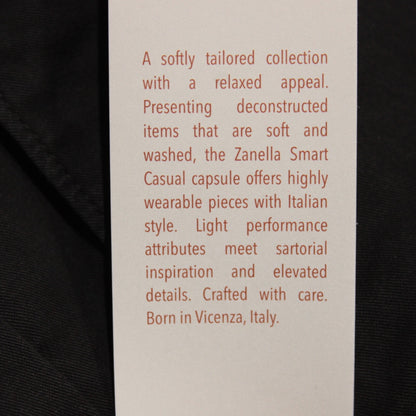 A softly tailored collection
with a relaxed appeal.
Presenting deconstructed
items that are soft and
washed, the Zanella Smart
Casual capsule offers highly
wearable pieces with Italian
style. Light performance
attributes meet sartorial
inspiration and elevated
details. Crafted with care.
Born in Vicenza, Italy.